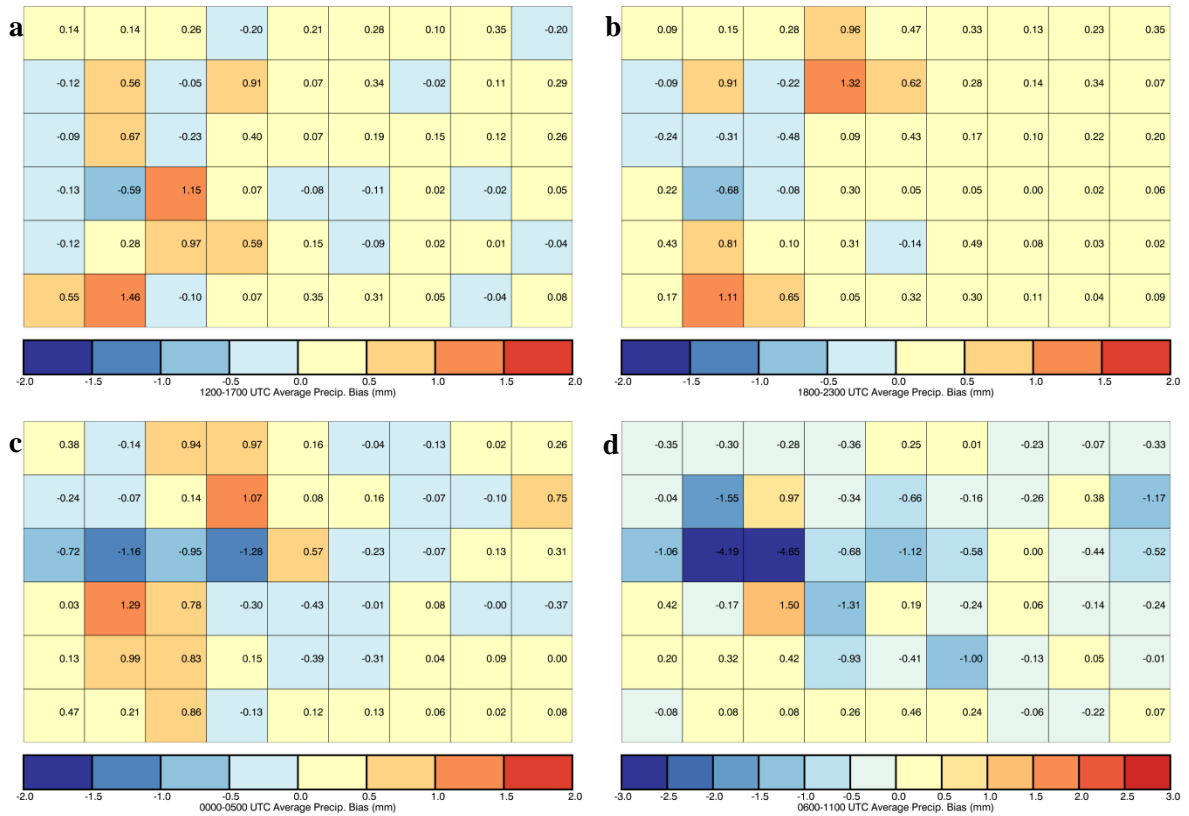 a
0.14 0.14 0.26 -0.20 0.21 0.28 0.10 0.35 -0.20
-0.12 0.56 -0.05 0.91 0.07 0.34 -0.02 0.11 0.29
-0.09 0.67 -0.23 0.40 0.07 0.19 0.15 0.12 0.26
-0.13 -0.59 1.15 0.07 -0.08 -0.11 0.02 -0.02 0.05
-0.12 0.28 0.97 0.59 0.15 -0.09 0.02 0.01 -0.04
0.55 1.46 -0.10 0.07 0.35 0.31 0.05 -0.04 0.08
-2.0 -1.5 -1.0 -0.5 0.0 0.5 1.0 1.5 2.0
1200-1700 UTC Average Precip. Bias (mm)
b
0.09 0.15 0.28 0.96 0.47 0.33 0.13 0.23 0.35
-0.09 0.91 -0.22 1.32 0.62 0.28 0.14 0.34 0.07
-0.24 -0.31 -0.48 0.09 0.43 0.17 0.10 0.22 0.20
0.22 -0.68 -0.08 0.30 0.05 0.05 0.00 0.02 0.06
0.43 0.81 0.10 0.31 -0.14 0.49 0.08 0.03 0.02
0.17 1.11 0.65 0.05 0.32 0.30 0.11 0.04 0.09
-2.0 -1.5 -1.0 -0.5 0.0 0.5 1.0 1.5 2.0
1800-2300 UTC Average Precip. Bias (mm)
c
0.38 -0.14 0.94 0.97 0.16 -0.04 -0.13 0.02 0.26
-0.24 -0.07 0.14 1.07 0.08 0.16 -0.07 -0.10 0.75
-0.72 -1.16 -0.95 -1.28 0.57 -0.23 -0.07 0.13 0.31
0.03 1.29 0.78 -0.30 -0.43 -0.01 0.08 -0.00 -0.37
0.13 0.99 0.83 0.15 -0.39 -0.31 0.04 0.09 0.00
0.47 0.21 0.86 -0.13 0.12 0.13 0.06 0.02 0.08
-2.0 -1.5 -1.0 -0.5 0.0 0.5 1.0 1.5 2.0
0000-0500 UTC Average Precip. Bias (mm)
d
-0.35 -0.30 -0.28 -0.36 0.25 0.01 -0.23 -0.07 -0.33
-0.04 -1.55 0.97 -0.34 -0.66 -0.16 -0.26 0.38 -1.17
-1.06 -4.19 -4.65 -0.68 -1.12 -0.58 0.00 -0.44 -0.52
0.42 -0.17 1.50 -1.31 0.19 -0.24 0.06 -0.14 -0.24
0.20 0.32 0.42 -0.93 -0.41 -1.00 -0.13 0.05 -0.01
-0.08 0.08 0.08 0.26 0.46 0.24 -0.06 -0.22 0.07
-3.0 -2.5 -2.0 -1.5 -1.0 -0.5 0.0 0.5 1.0 1.5 2.0 2.5 3.0
0600-1100 UTC Average Precip. Bias (mm)